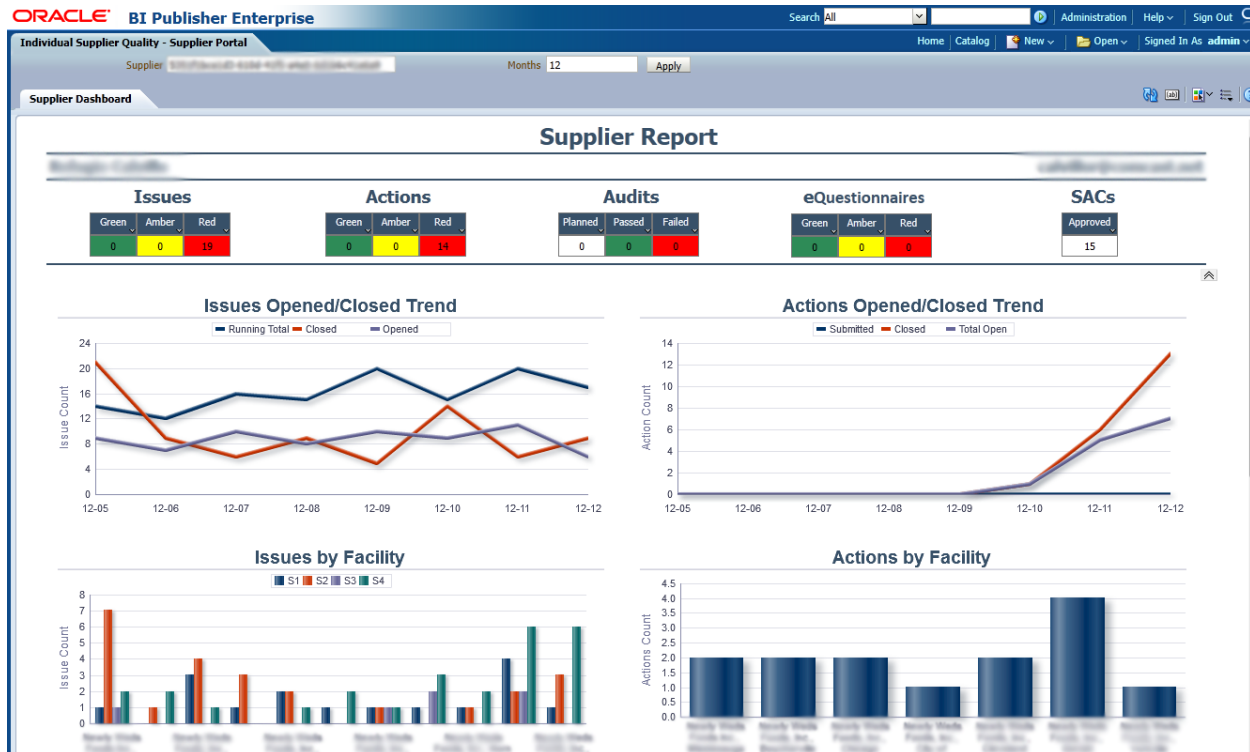 ORACLE BI Publisher Enterprise
Search All Administration Help Sign Out
Individual Supplier Quality - Supplier Portal
Home Catalog New Open Signed In As admin
Supplier Months 12 Apply
Supplier Dashboard
Supplier Report
Issues Actions Audits eQuestionnaires SACs
Green Amber Red Green Amber Red Planned Passed Failed Green Amber Red Approved
0 0 19 0 0 14 0 0 0 0 0 0 15
Issues Opened/Closed Trend
Running Total Closed Opened
24
20
16
12
8
4
0
Issue Count
12-05 12-06 12-07 12-08 12-09 12-10 12-11 12-12
Actions Opened/Closed Trend
Submitted Closed Total Open
14
12
10
8
6
4
2
0
Action Count
12-05 12-06 12-07 12-08 12-09 12-10 12-11 12-12
Issues by Facility
S1 S2 S3 S4
8
7
6
5
4
3
2
1
0
Issue Count
Actions by Facility
4.5
4.0
3.5
3.0
2.5
2.0
1.5
1.0
0.5
0.0
Actions Count